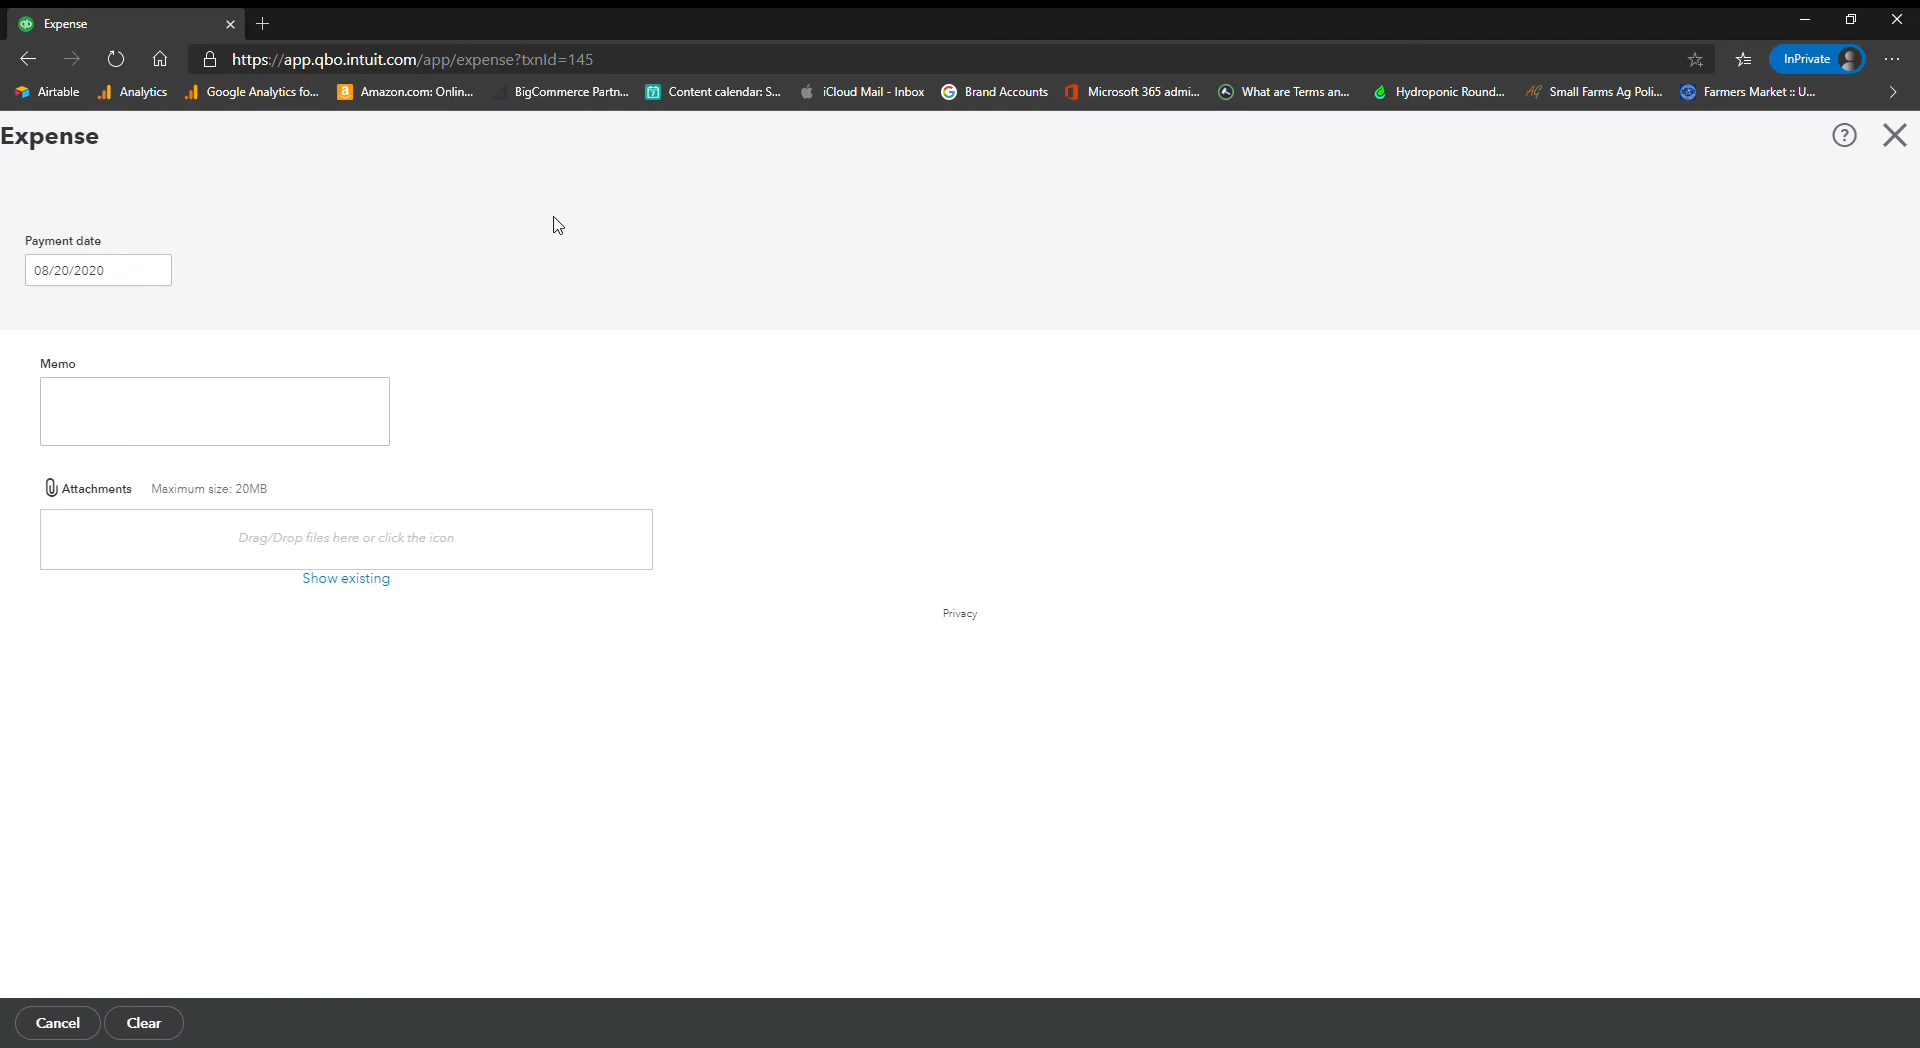 Expense
https://app.qbo.intuit.com/app/expense?txnId=145
InPrivate
Airtable
Analytics
Google Analytics fo...
Amazon.com: Onlin...
BigCommerce Partn...
Content calendar: S...
iCloud Mail - Inbox
Brand Accounts
Microsoft 365 admi...
What are Terms an...
Hydroponic Round...
Small Farms Ag Poli...
Farmers Market :: U...
Expense
Payment date
08/20/2020
Memo
Attachments Maximum size: 20MB
Drag/Drop files here or click the icon
Show existing
Privacy
Cancel
Clear